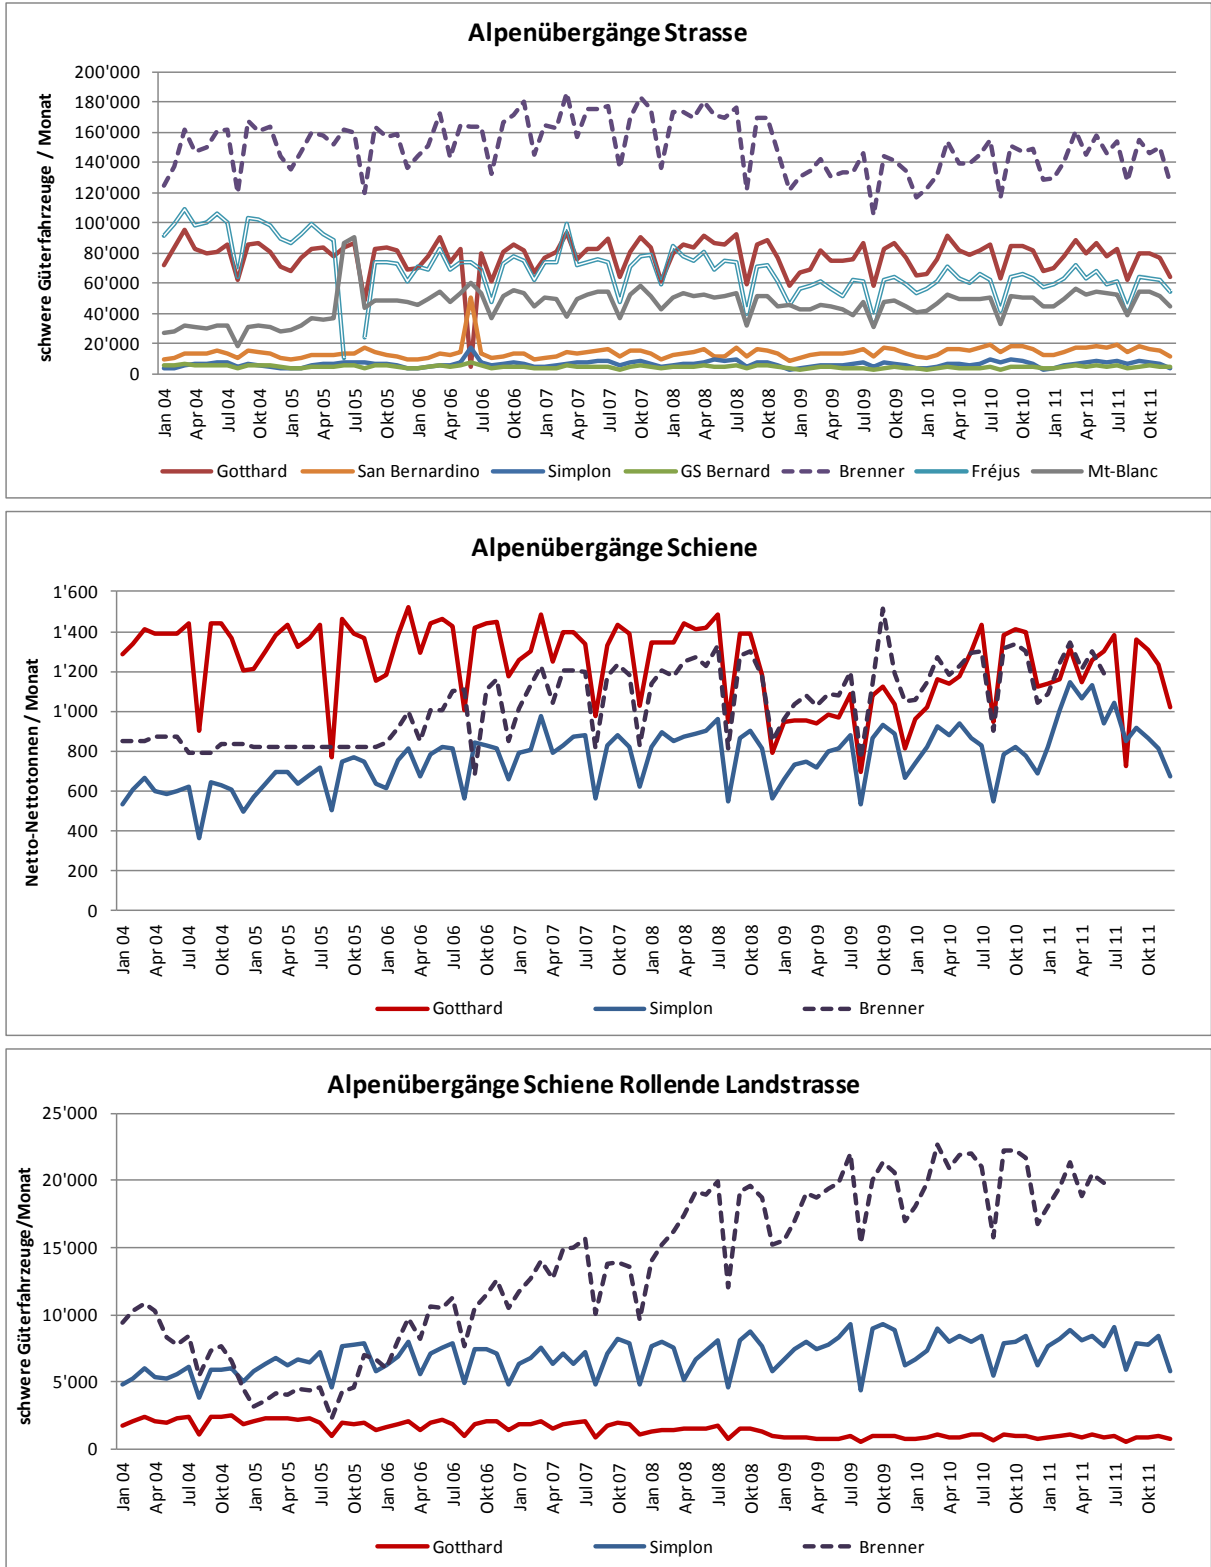 Alpenübergänge Strasse
schwere Güterfahrzeuge / Monat
200'000
180'000
160'000
140'000
120'000
100'000
80'000
60'000
40'000
20'000
0
Jan 04 Apr 04 Jul 04 Okt 04 Jan 05 Apr 05 Jul 05 Okt 05 Jan 06 Apr 06 Jul 06 Okt 06 Jan 07 Apr 07 Jul 07 Okt 07 Jan 08 Apr 08 Jul 08 Okt 08 Jan 09 Apr 09 Jul 09 Okt 09 Jan 10 Apr 10 Jul 10 Okt 10 Jan 11 Apr 11 Jul 11 Okt 11
Gotthard San Bernardino Simplon GS Bernard Brenner Fréjus Mt-Blanc
Alpenübergänge Schiene
Netto-Nettotonnen / Monat
1'600
1'400
1'200
1'000
800
600
400
200
0
Jan 04 Apr 04 Jul 04 Okt 04 Jan 05 Apr 05 Jul 05 Okt 05 Jan 06 Apr 06 Jul 06 Okt 06 Jan 07 Apr 07 Jul 07 Okt 07 Jan 08 Apr 08 Jul 08 Okt 08 Jan 09 Apr 09 Jul 09 Okt 09 Jan 10 Apr 10 Jul 10 Okt 10 Jan 11 Apr 11 Jul 11 Okt 11
Gotthard Simplon Brenner
Alpenübergänge Schiene Rollende Landstrasse
schwere Güterfahrzeuge/Monat
25'000
20'000
15'000
10'000
5'000
0
Jan 04 Apr 04 Jul 04 Okt 04 Jan 05 Apr 05 Jul 05 Okt 05 Jan 06 Apr 06 Jul 06 Okt 06 Jan 07 Apr 07 Jul 07 Okt 07 Jan 08 Apr 08 Jul 08 Okt 08 Jan 09 Apr 09 Jul 09 Okt 09 Jan 10 Apr 10 Jul 10 Okt 10 Jan 11 Apr 11 Jul 11 Okt 11
Gotthard Simplon Brenner